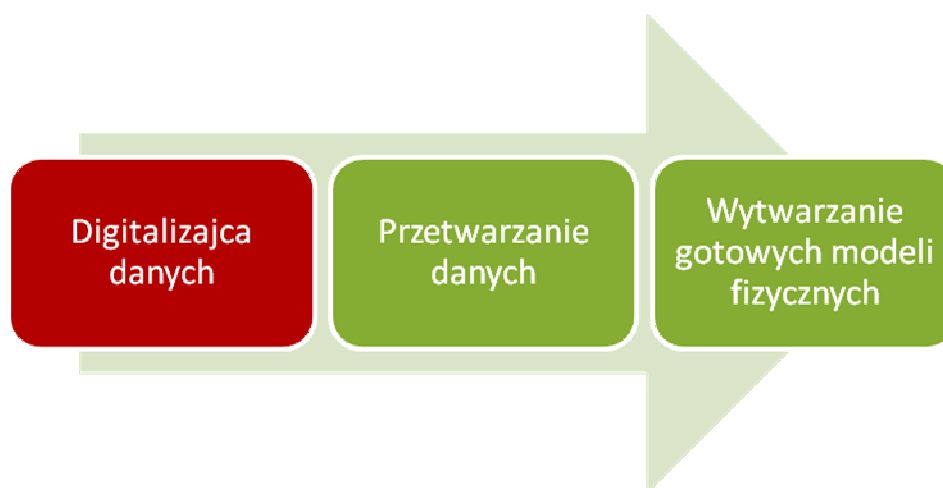 Digitalizajca
danych
Przetwarzanie
danych
Wytwarzanie
gotowych modeli
fizycznych